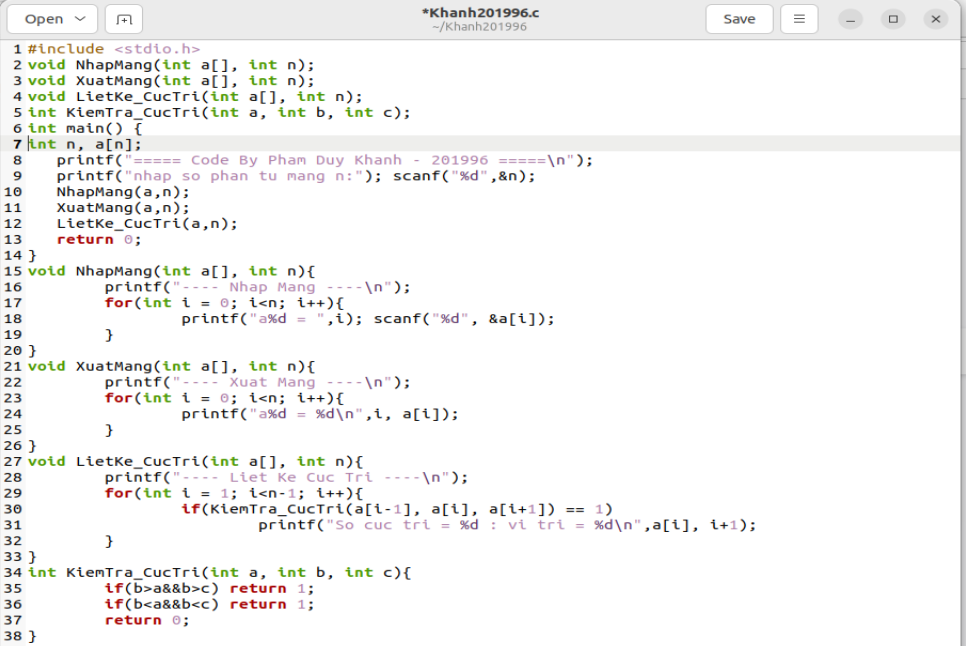 Open
*Khanh201996.c
~/Khanh201996
Save
1 #include <stdio.h>
2 void NhapMang(int a[], int n);
3 void XuatMang(int a[], int n);
4 void LietKe_CucTri(int a[], int n);
5 int KiemTra_CucTri(int a, int b, int c);
6 int main() {
7 int n, a[n];
8    printf("===== Code By Pham Duy Khanh - 201996 =====\n");
9    printf("nhap so phan tu mang n:"); scanf("%d",&n);
10    NhapMang(a,n);
11    XuatMang(a,n);
12    LietKe_CucTri(a,n);
13    return 0;
14 }
15 void NhapMang(int a[], int n){
16         printf("---- Nhap Mang ----\n");
17         for(int i = 0; i<n; i++){
18                 printf("a%d = ",i); scanf("%d", &a[i]);
19         }
20 }
21 void XuatMang(int a[], int n){
22         printf("---- Xuat Mang ----\n");
23         for(int i = 0; i<n; i++){
24                 printf("a%d = %d\n",i, a[i]);
25         }
26 }
27 void LietKe_CucTri(int a[], int n){
28         printf("---- Liet Ke Cuc Tri ----\n");
29         for(int i = 1; i<n-1; i++){
30                 if(KiemTra_CucTri(a[i-1], a[i], a[i+1]) == 1)
31                         printf("So cuc tri = %d : vi tri = %d\n",a[i], i+1);
32         }
33 }
34 int KiemTra_CucTri(int a, int b, int c){
35         if(b>a&&b>c) return 1;
36         if(b<a&&b<c) return 1;
37         return 0;
38 }